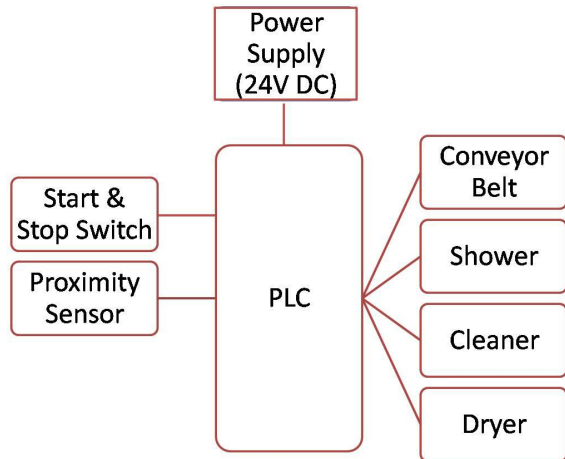 Power
Supply
(24V DC)
Start &
Stop Switch
Proximity
Sensor
PLC
Conveyor
Belt
Shower
Cleaner
Dryer